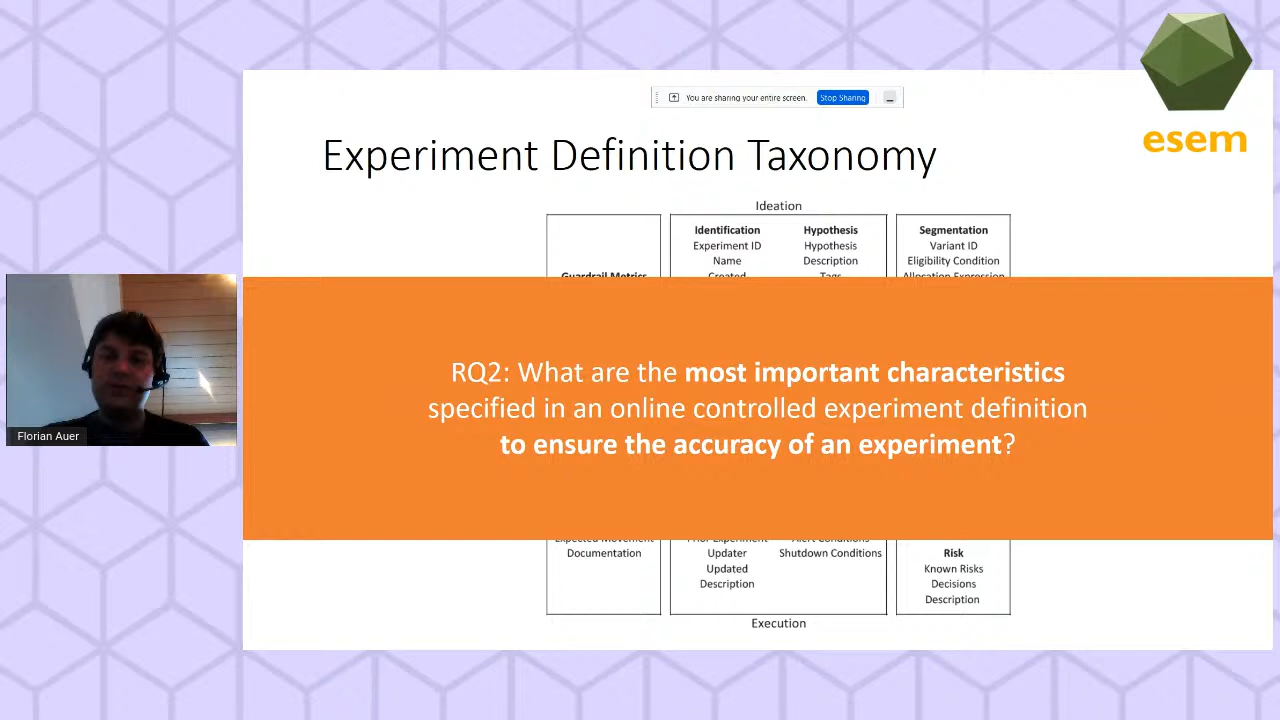 You are sharing your entire screen.
Stop Sharing
esem
Experiment Definition Taxonomy
Ideation
Identification
Experiment ID
Name
Created
Hypothesis
Hypothesis
Description
Tags
Segmentation
Variant ID
Eligibility Condition
Allocation Expression
Guardrail Metrics
RQ2: What are the most important characteristics
specified in an online controlled experiment definition
to ensure the accuracy of an experiment?
Florian Auer
Expected Movement
Documentation
Prior Experiment
Updater
Updated
Description
Alert Conditions
Shutdown Conditions
Risk
Known Risks
Decisions
Description
Execution